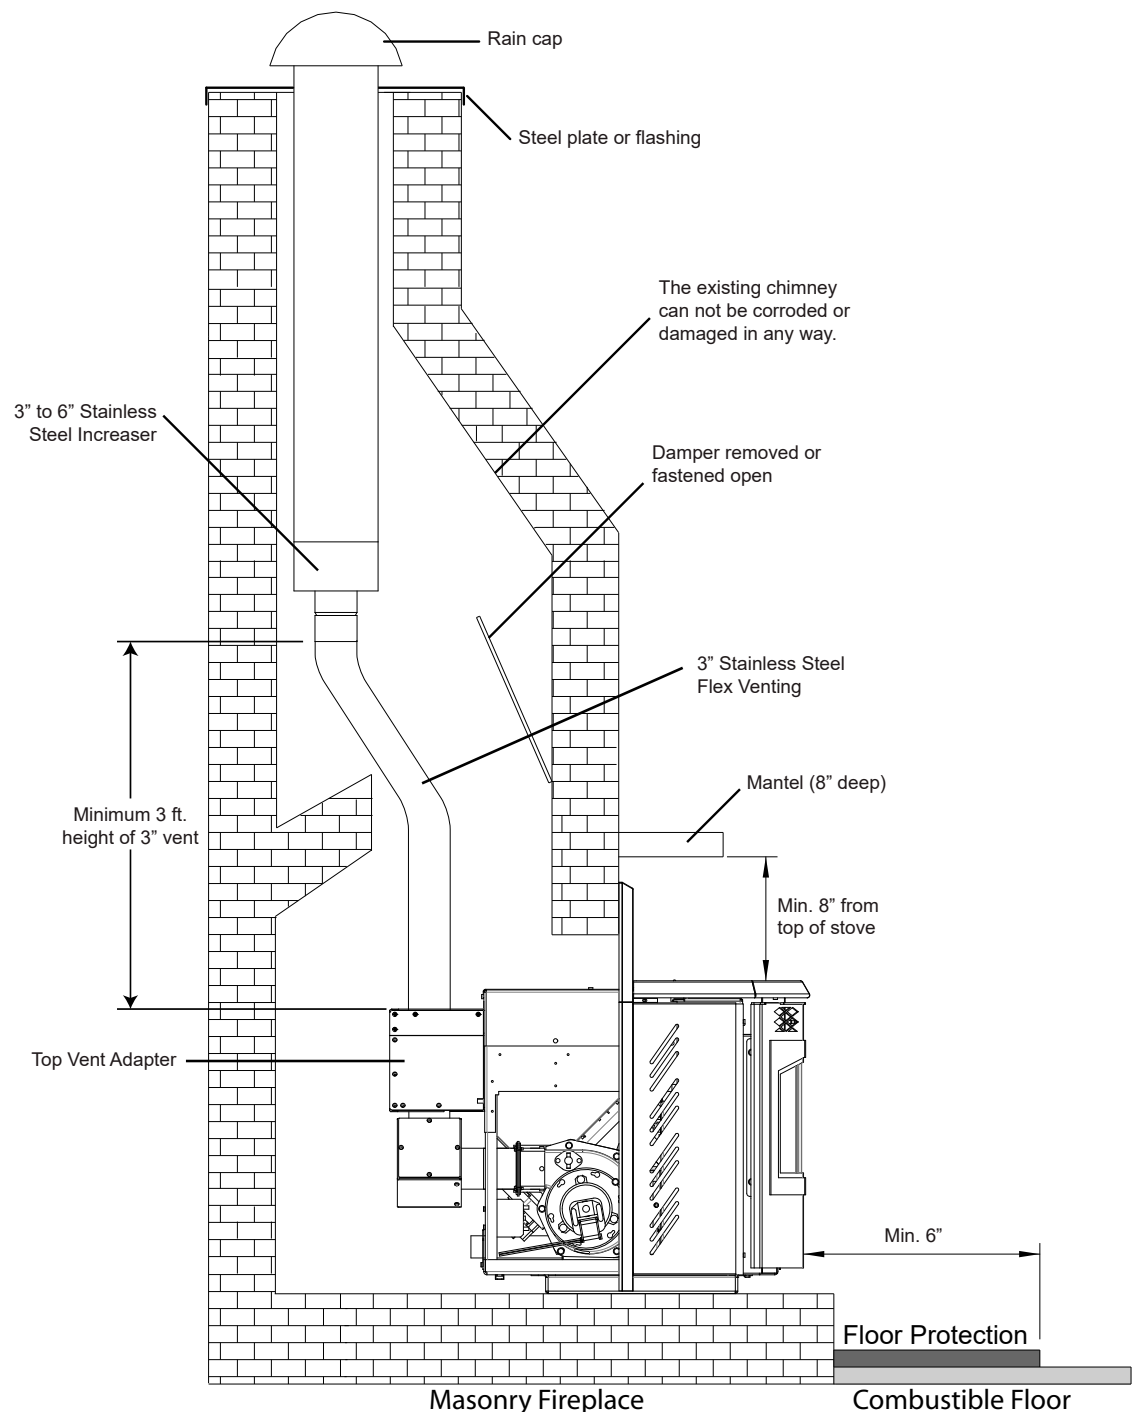 Rain cap
Steel plate or flashing
The existing chimney
can not be corroded or
damaged in any way.
3” to 6” Stainless
Steel Increaser
Damper removed or
fastened open
3” Stainless Steel
Flex Venting
Mantel (8” deep)
Minimum 3 ft.
height of 3” vent
Min. 8” from
top of stove
Top Vent Adapter
Min. 6”
Floor Protection
Masonry Fireplace
Combustible Floor